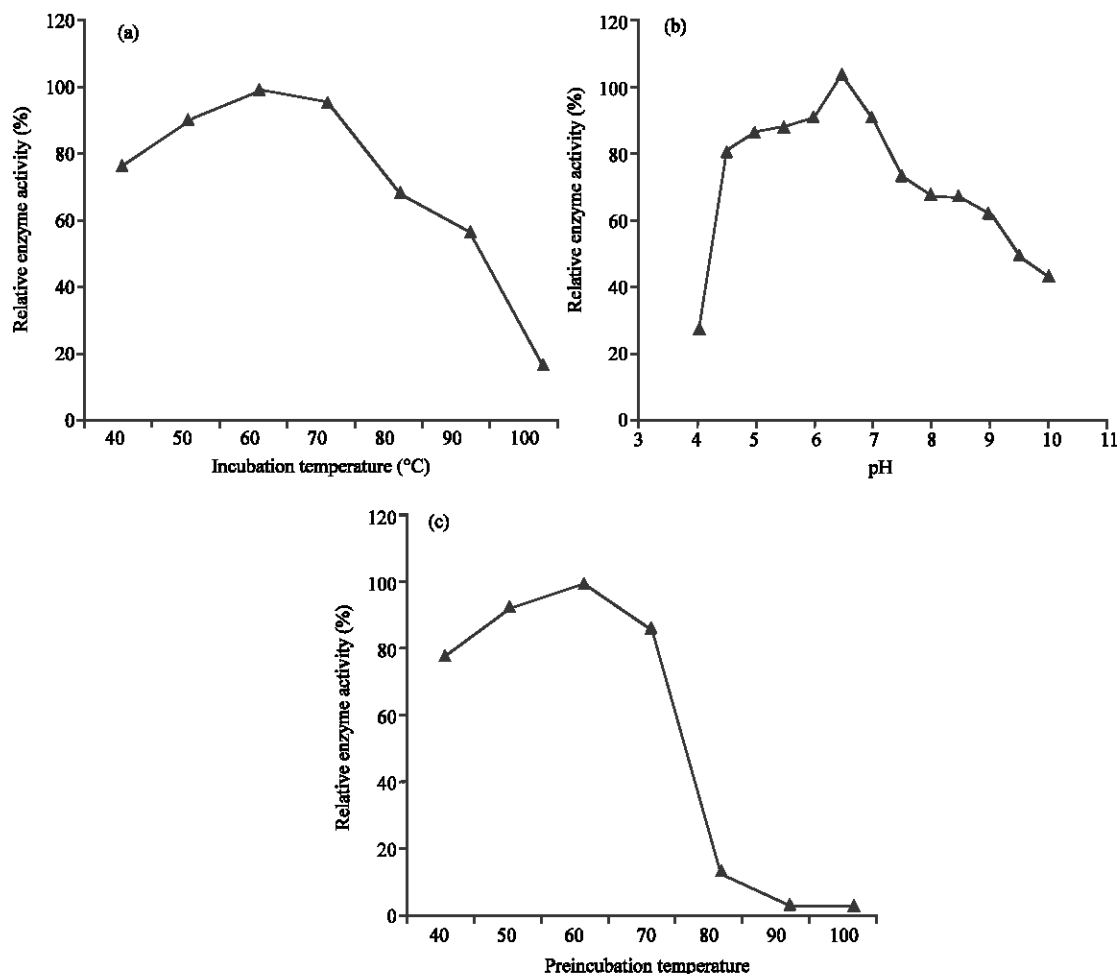 (a)
120
100
80
60
40
20
0
Relative enzyme activity (%)
40 50 60 70 80 90 100
Incubation temperature (°C)
(b)
120
100
80
60
40
20
0
Relative enzyme activity (%)
3 4 5 6 7 8 9 10 11
pH
(c)
120
100
80
60
40
20
0
Relative enzyme activity (%)
40 50 60 70 80 90 100
Preincubation temperature